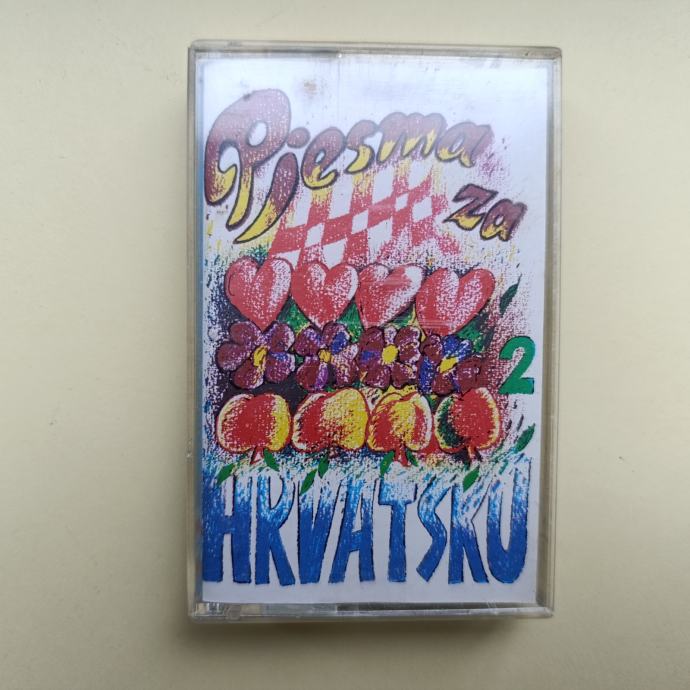 Pjesma
za
2
HRVATSKU